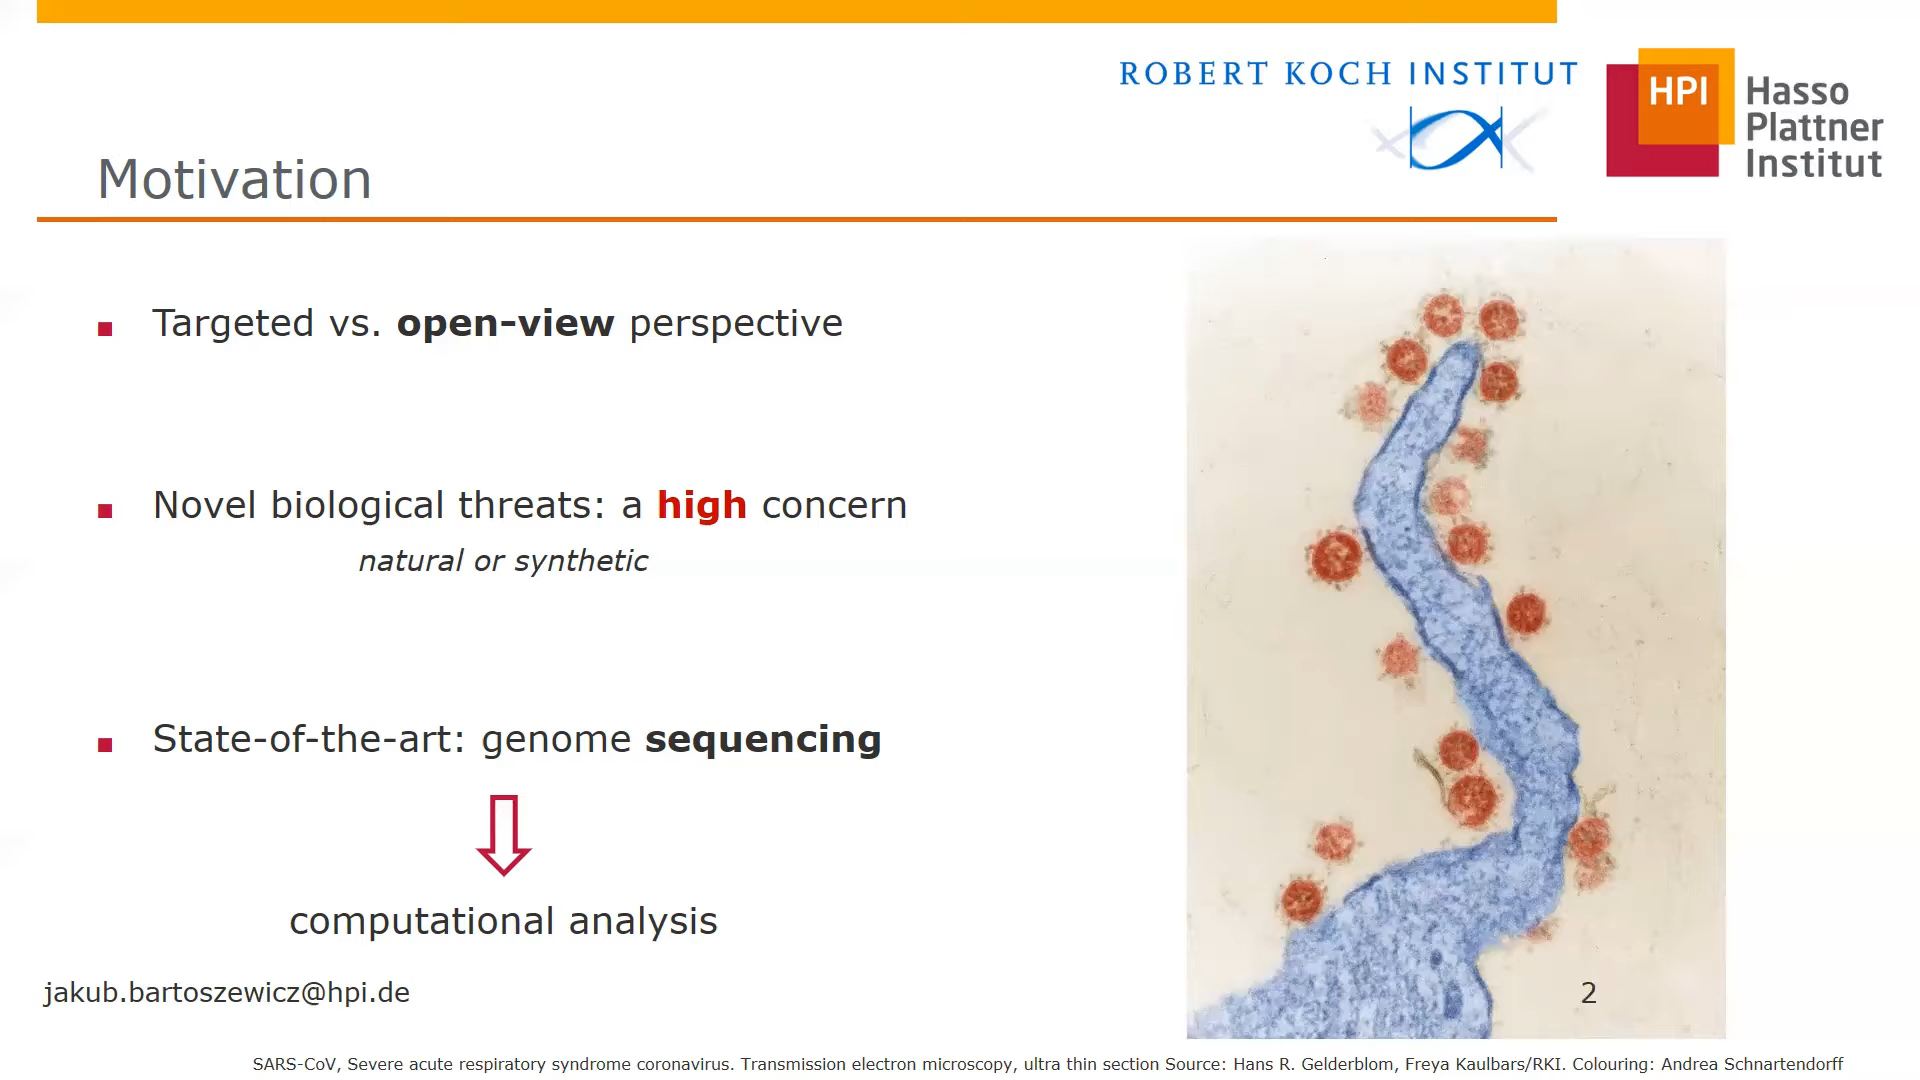 ROBERT KOCH INSTITUT
HPI
Hasso
Plattner
Institut
Motivation
Targeted vs. open-view perspective
Novel biological threats: a high concern
natural or synthetic
State-of-the-art: genome sequencing
computational analysis
jakub.bartoszewicz@hpi.de
2
SARS-CoV, Severe acute respiratory syndrome coronavirus. Transmission electron microscopy, ultra thin section Source: Hans R. Gelderblom, Freya Kaulbars/RKI. Colouring: Andrea Schnartendorff